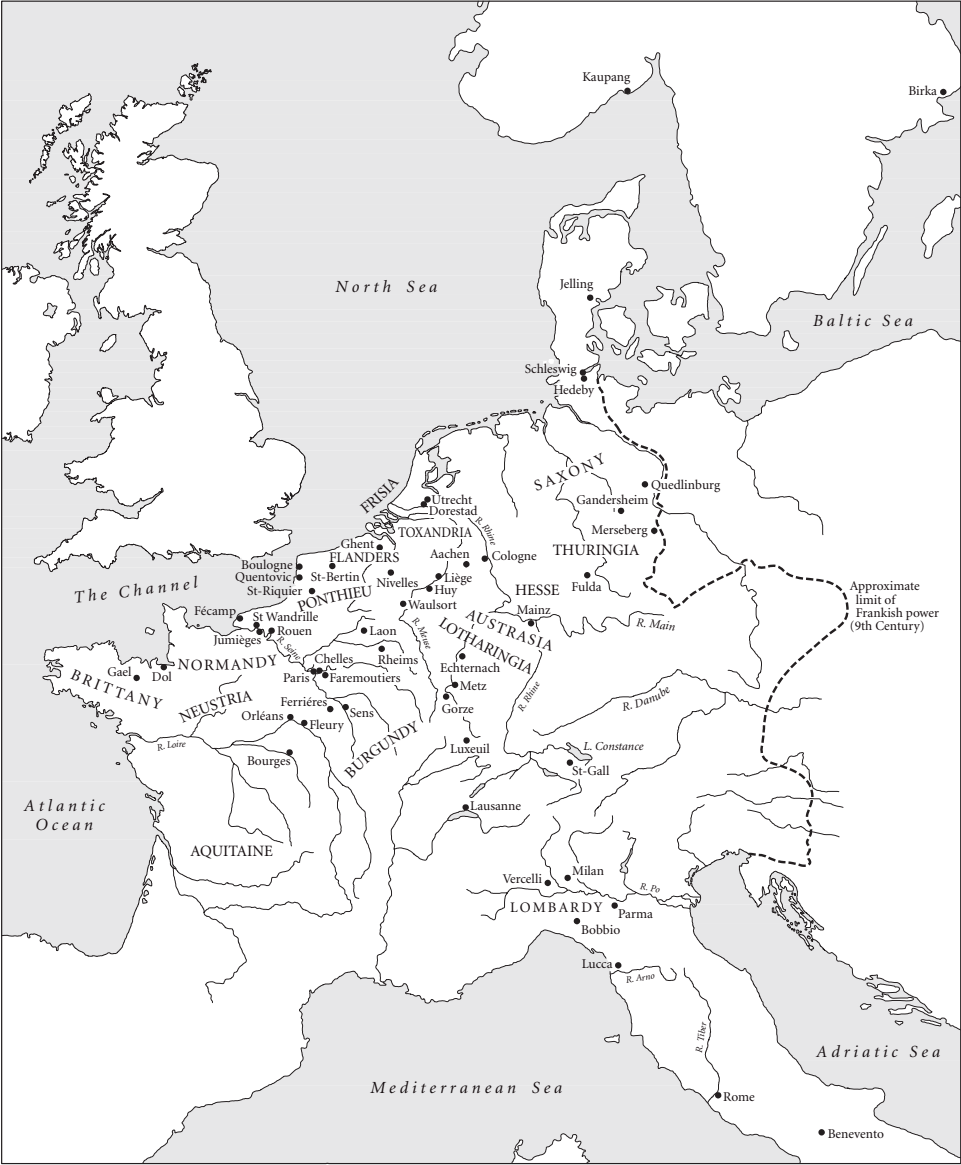 Kaupang
Birka
North Sea
Jelling
Baltic Sea
Schleswig
Hedeby
SAXONY
Quedlinburg
FRISIA
Utrecht
Dorestad
Gandersheim
TOXANDRIA
R. Rhine
Merseberg
Ghent
FLANDERS
Aachen
Cologne
THURINGIA
Boulogne
Quentovic
St-Bertin
Nivelles
Liège
Fulda
The Channel
St-Riquier
PONTHIEU
Huy
HESSE
Approximate
limit of
Frankish power
(9th Century)
Waulsort
Mainz
Fécamp
St Wandrille
AUSTRASIA
R. Main
Jumièges
Rouen
Laon
R. Meuse
LOTHARINGIA
R. Seine
NORMANDY
Chelles
Rheims
Echternach
Gael
Dol
Paris
Faremoutiers
BRITTANY
Metz
R. Rhine
R. Danube
NEUSTRIA
Ferriéres
Sens
Gorze
Orléans
Fleury
BURGUNDY
R. Loire
Luxeuil
L. Constance
Bourges
St-Gall
Atlantic
Ocean
Lausanne
AQUITAINE
Vercelli
Milan
R. Po
LOMBARDY
Parma
Bobbio
Lucca
R. Arno
R. Tiber
Adriatic Sea
Mediterranean Sea
Rome
Benevento